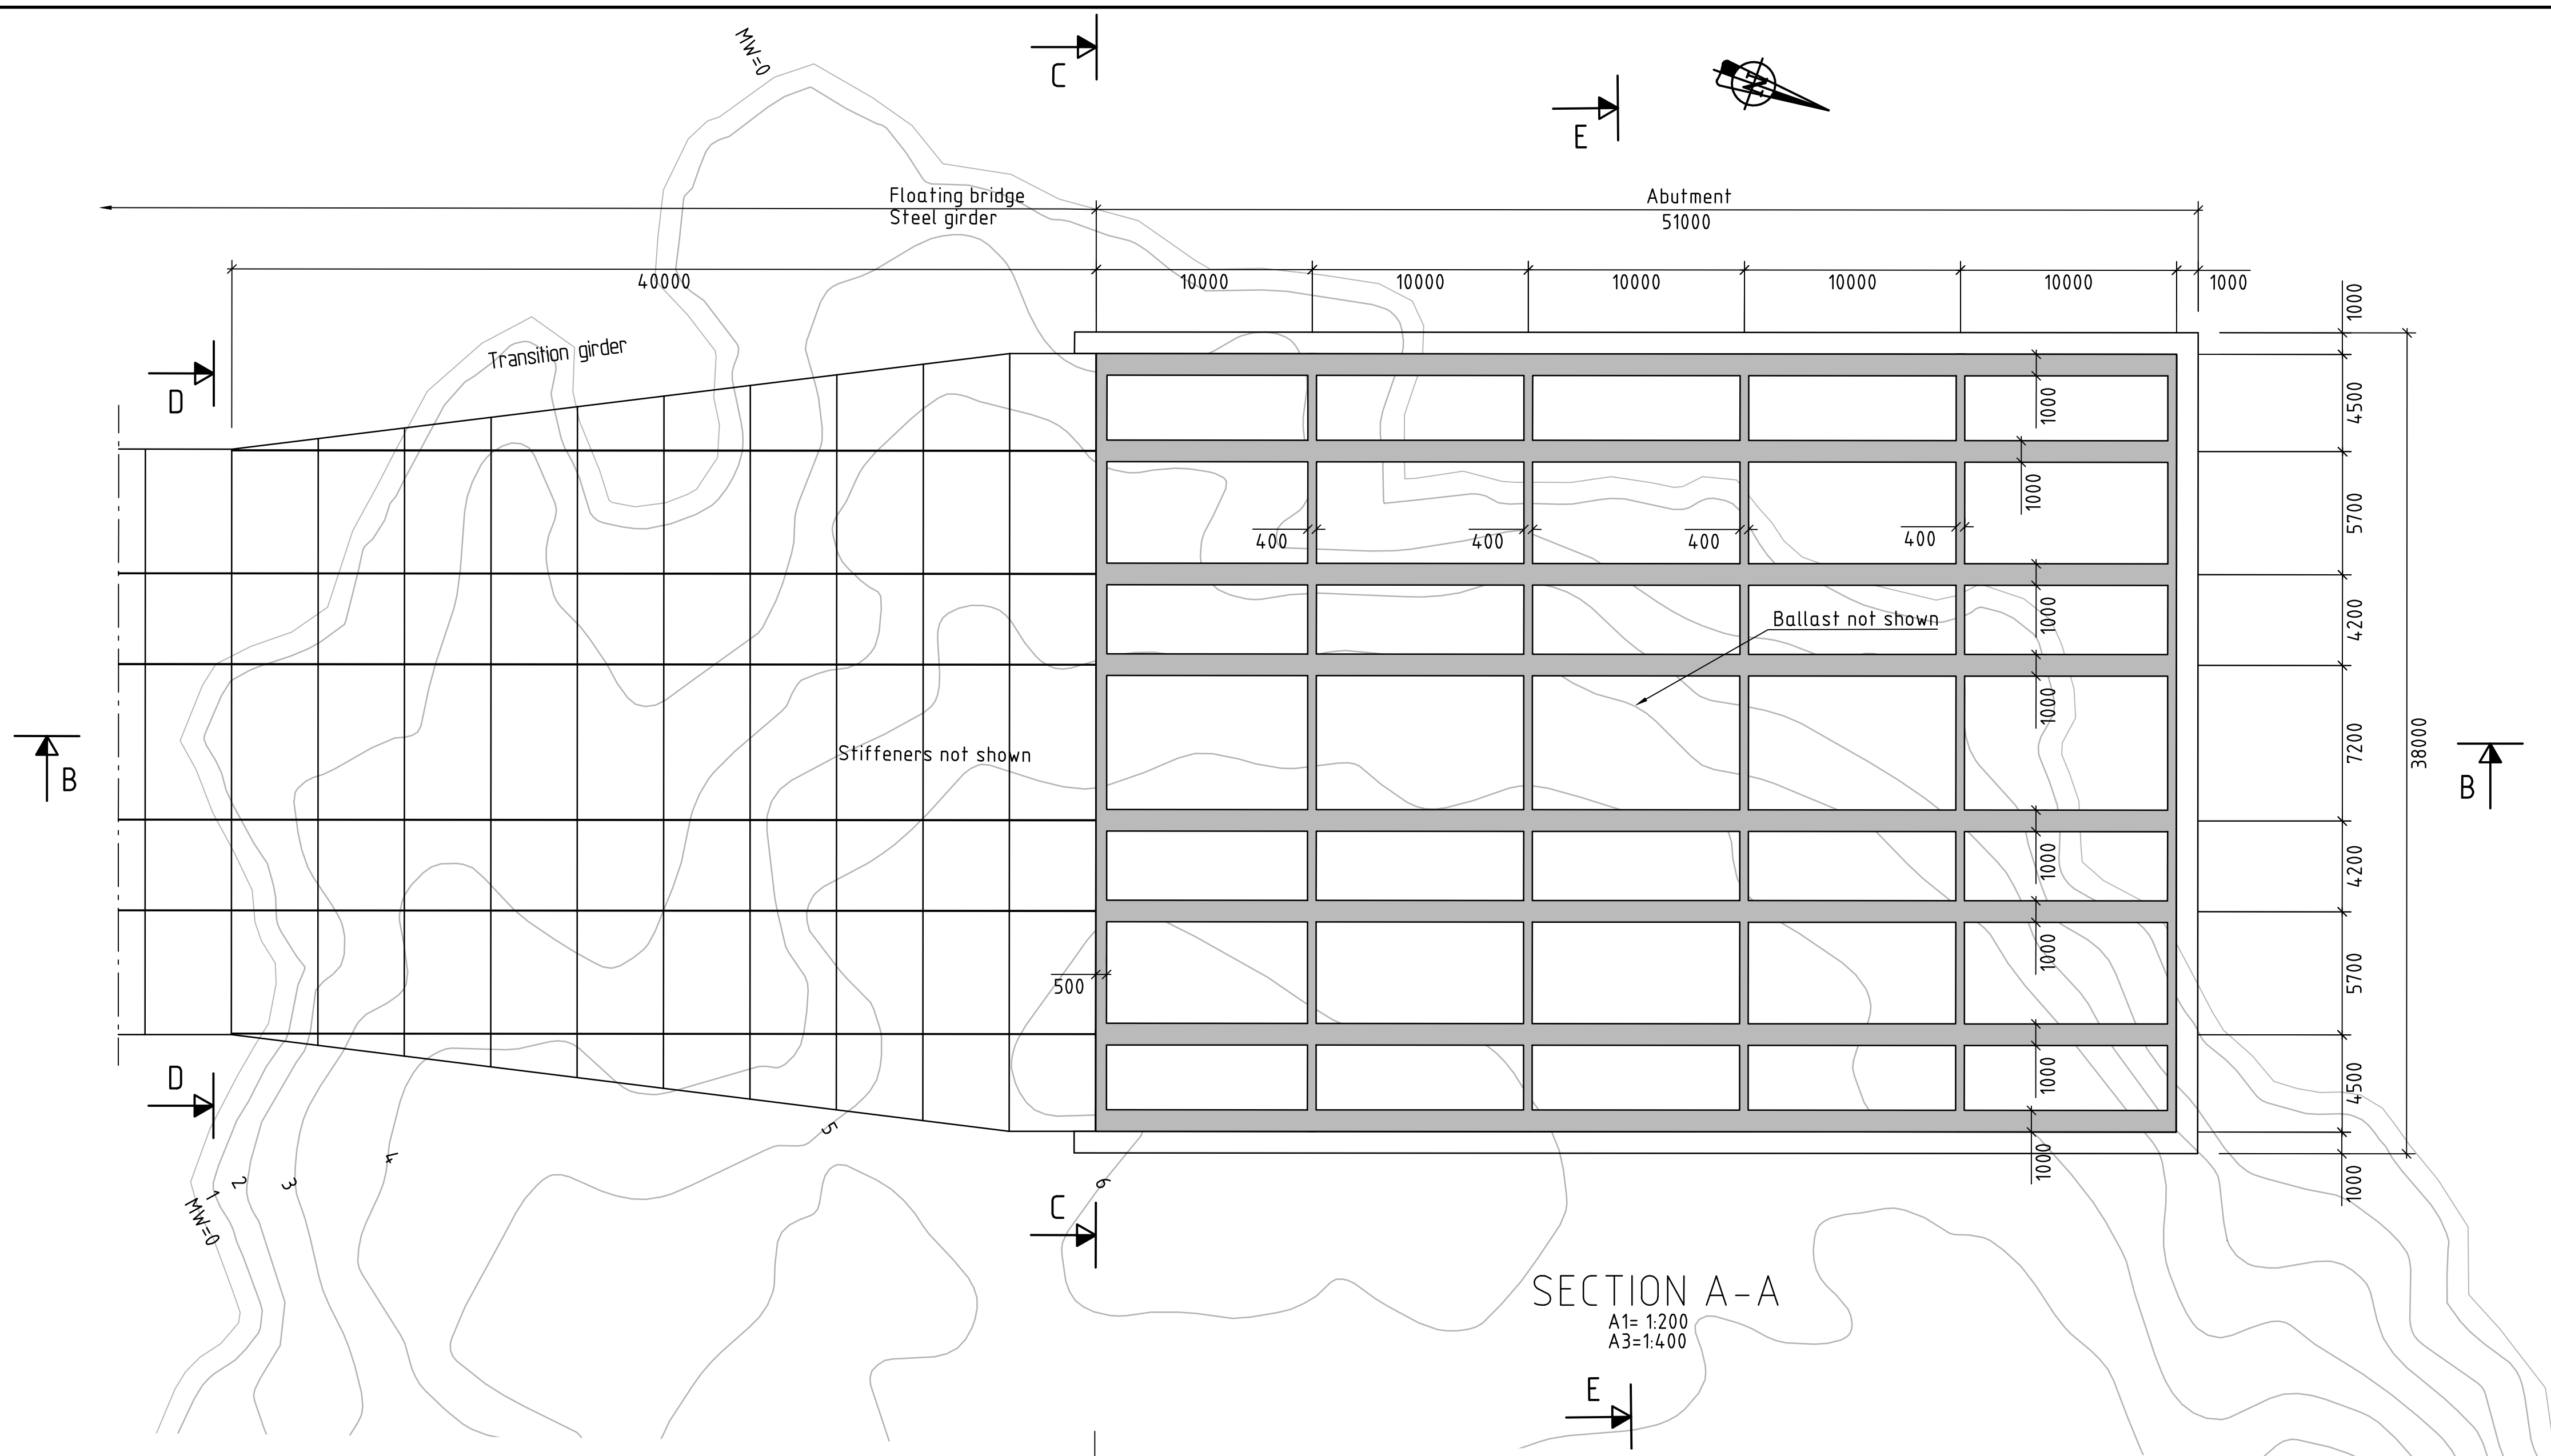 MW=0
C
E
N
Floating bridge
Steel girder
Abutment
51000
40000
10000
10000
10000
10000
10000
1000
1000
Transition girder
D
1000
4500
1000
5700
400
400
400
400
1000
4200
Ballast not shown
1000
7200
38000
Stiffeners not shown
B
B
1000
4200
1000
5700
500
1000
4500
D
1000
1000
5
4
3
2
1
MW=0
6
C
SECTION A-A
A1= 1:200
A3=1:400
E